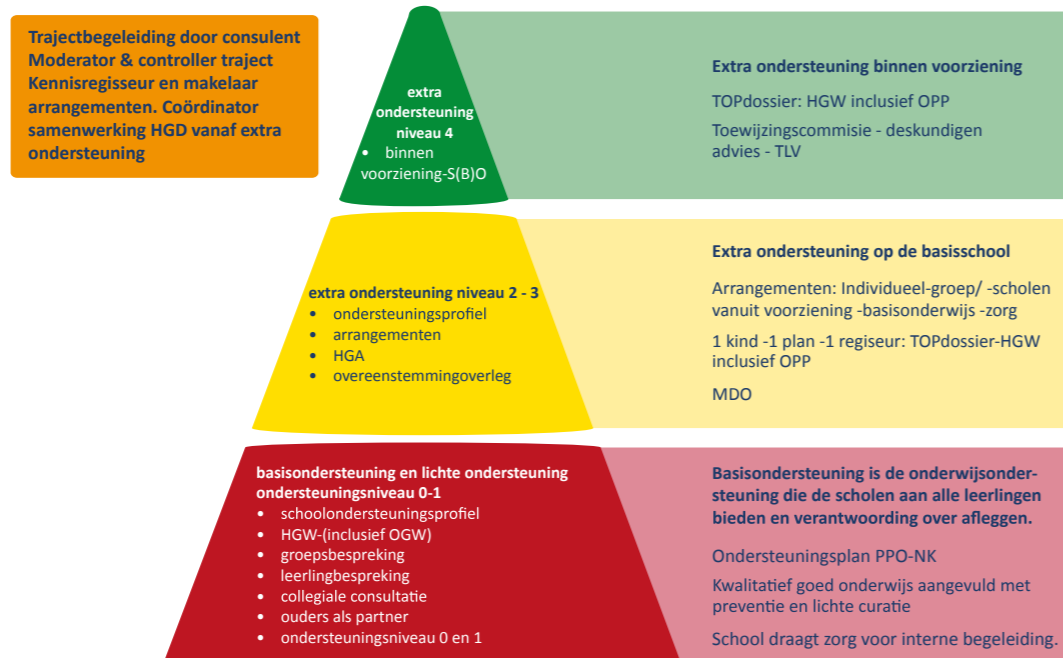 Trajectbegeleiding door consulent
Moderator & controller traject
Kennisregisseur en makelaar
arrangementen. Coördinator
samenwerking HGD vanaf extra
ondersteuning
extra
ondersteuning
niveau 4
• binnen
voorziening-S(B)O
Extra ondersteuning binnen voorziening
TOPdossier: HGW inclusief OPP
Toewijzingscommisie - deskundigen
advies - TLV
extra ondersteuning niveau 2 - 3
• ondersteuningsprofiel
• arrangementen
• HGA
• overeenstemmingoverleg
Extra ondersteuning op de basisschool
Arrangementen: Individueel-groep/ -scholen
vanuit voorziening -basisonderwijs -zorg
1 kind -1 plan -1 regiseur: TOPdossier-HGW
inclusief OPP
MDO
basisondersteuning en lichte ondersteuning
ondersteuningsniveau 0-1
• schoolondersteuningsprofiel
• HGW-(inclusief OGW)
• groepsbespreking
• leerlingbespreking
• collegiale consultatie
• ouders als partner
• ondersteuningsniveau 0 en 1
Basisondersteuning is de onderwijsonder-
steuning die de scholen aan alle leerlingen
bieden en verantwoording over afleggen.
Ondersteuningsplan PPO-NK
Kwalitatief goed onderwijs aangevuld met
preventie en lichte curatie
School draagt zorg voor interne begeleiding.